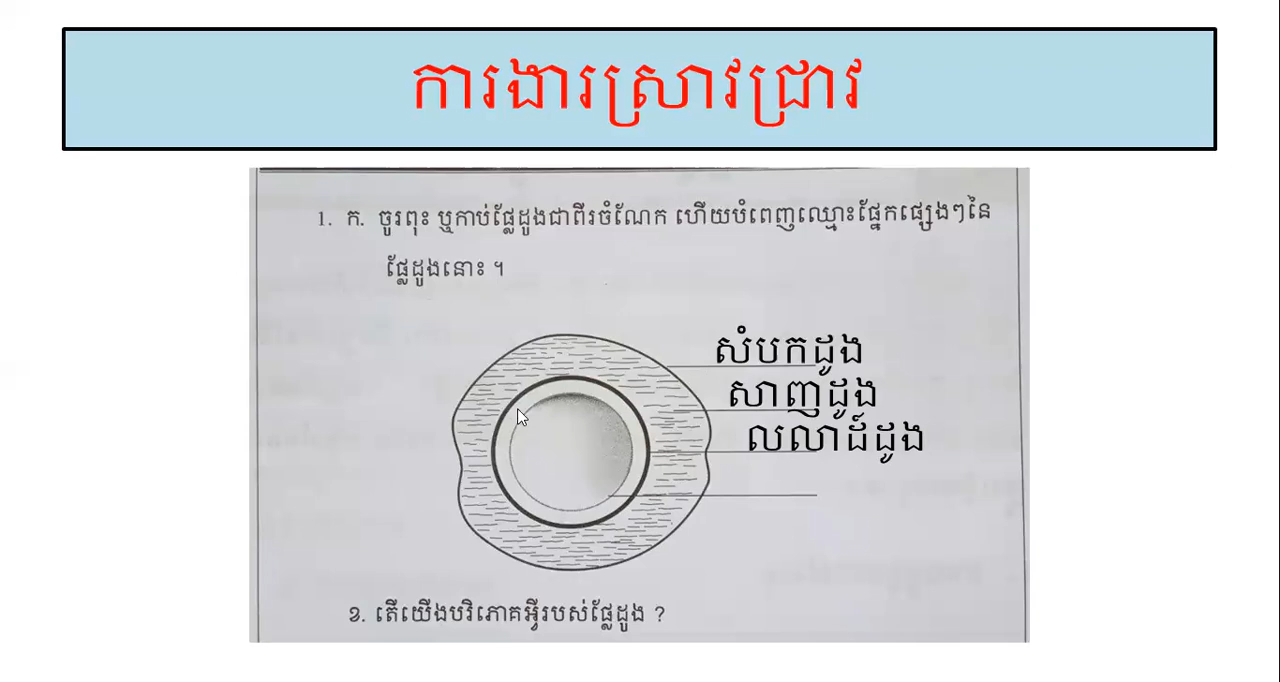 ការងារស្រាវជ្រាវ
1. ក. ចូរពុះ ឬកាប់ផ្លែដូងជាពីរចំណែក ហើយបំពេញឈ្មោះផ្នែកផ្សេងៗនៃ
ផ្លែដូងនោះ ។
សំបកដូង
សាញដូង
លលាដ៍ដូង
ខ. តើយើងបរិភោគអ្វីរបស់ផ្លែដូង ?